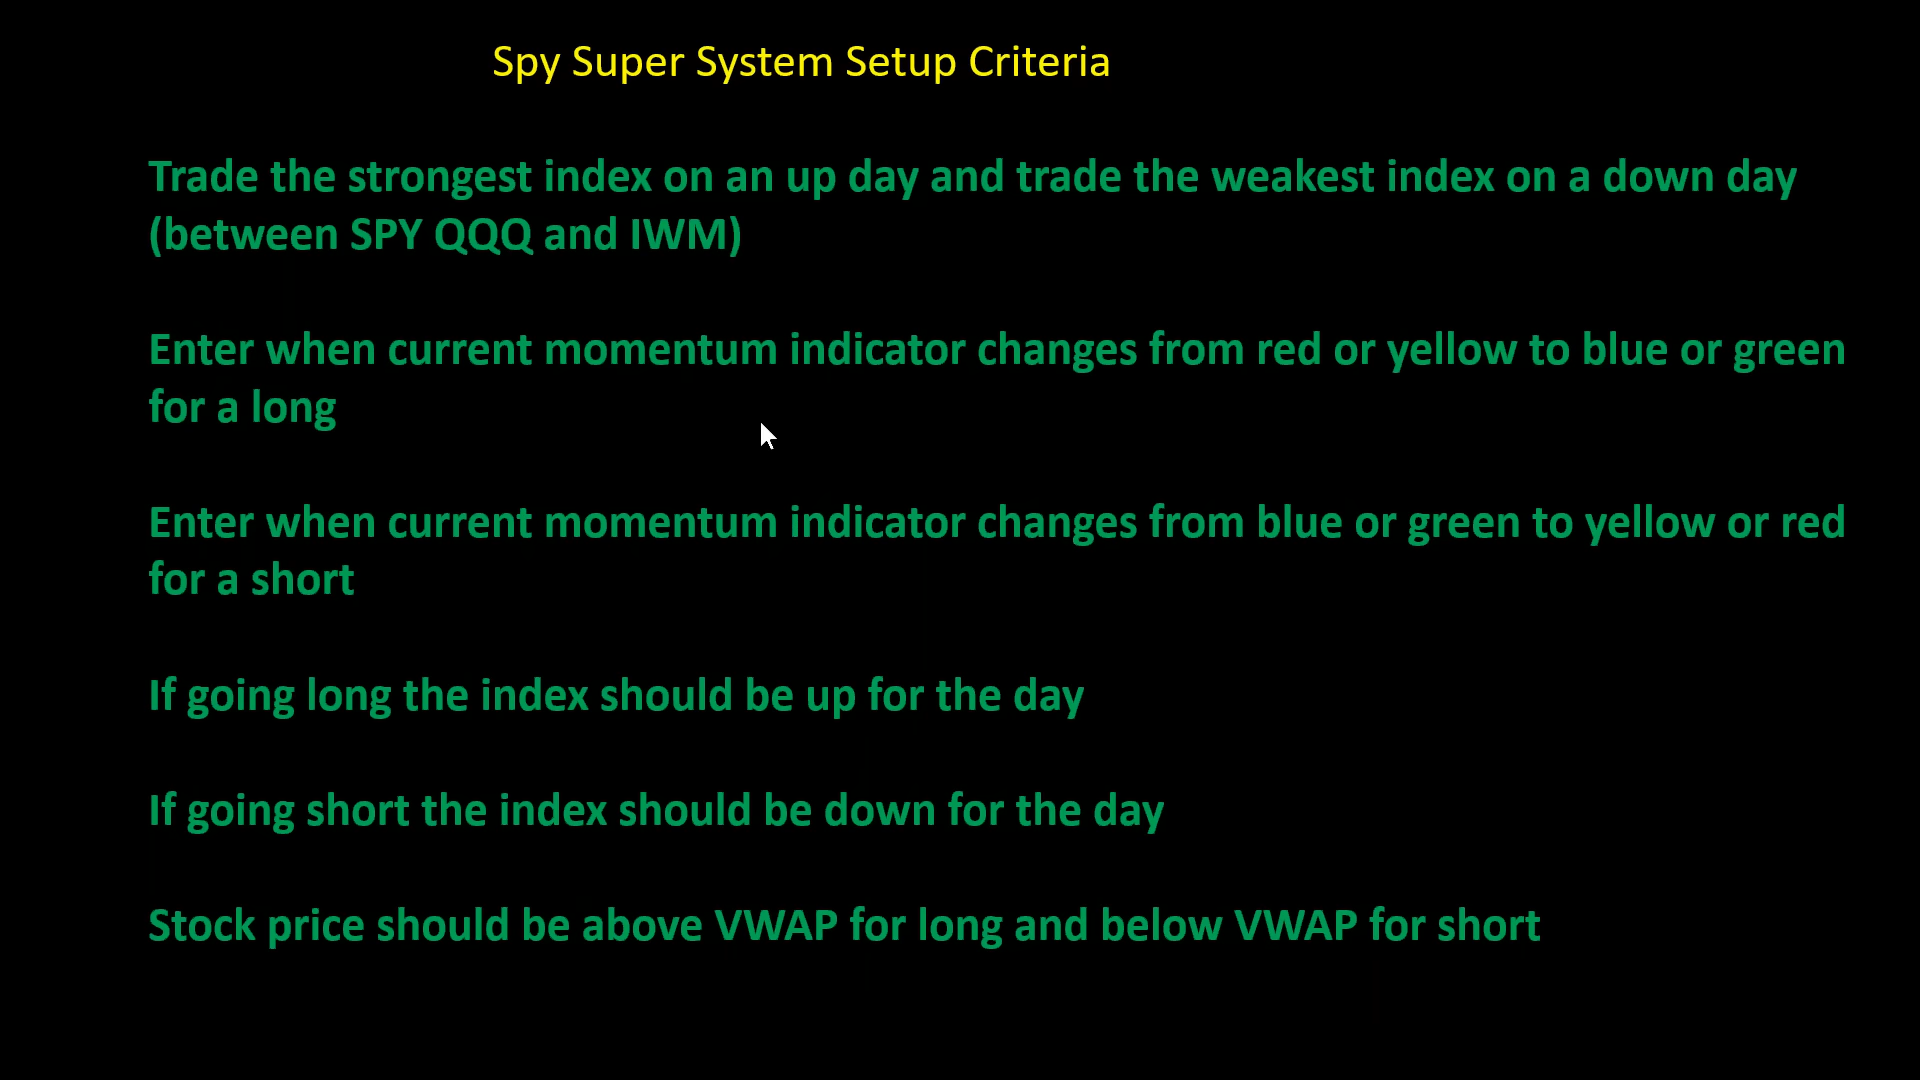 Spy Super System Setup Criteria
Trade the strongest index on an up day and trade the weakest index on a down day
(between SPY QQQ and IWM)
Enter when current momentum indicator changes from red or yellow to blue or green
for a long
Enter when current momentum indicator changes from blue or green to yellow or red
for a short
If going long the index should be up for the day
If going short the index should be down for the day
Stock price should be above VWAP for long and below VWAP for short